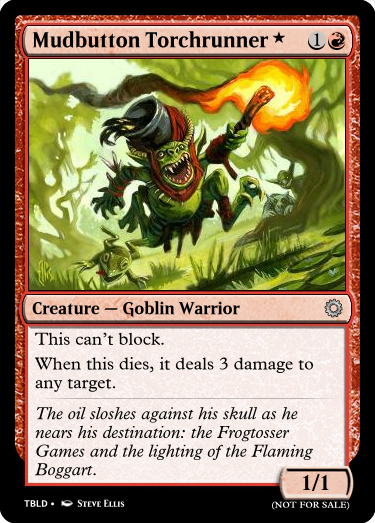 Mudbutton Torchrunner ★ 1
Creature — Goblin Warrior
This can't block.
When this dies, it deals 3 damage to
any target.
The oil sloshes against his skull as he
nears his destination: the Frogtosser
Games and the lighting of the Flaming
Boggart.
1/1
TBLD • Steve Ellis (NOT FOR SALE)